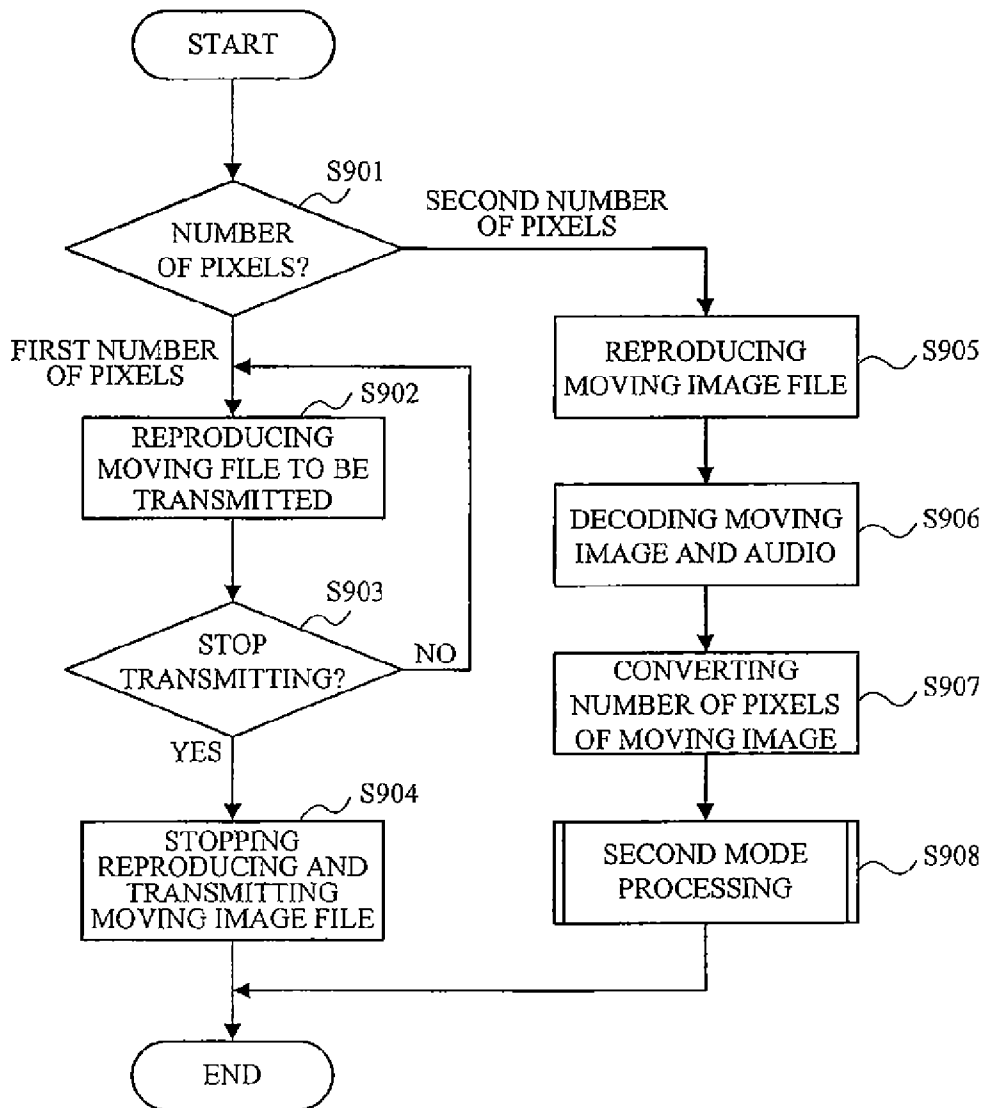 START
S901
NUMBER
OF PIXELS?
SECOND NUMBER
OF PIXELS
FIRST NUMBER
OF PIXELS
S902
REPRODUCING
MOVING FILE TO BE
TRANSMITTED
S903
STOP
TRANSMITTING?
NO
YES
S904
STOPPING
REPRODUCING AND
TRANSMITTING
MOVING IMAGE FILE
REPRODUCING
MOVING IMAGE FILE
S905
DECODING MOVING
IMAGE AND AUDIO
S906
CONVERTING
NUMBER OF PIXELS
OF MOVING IMAGE
S907
SECOND MODE
PROCESSING
S908
END